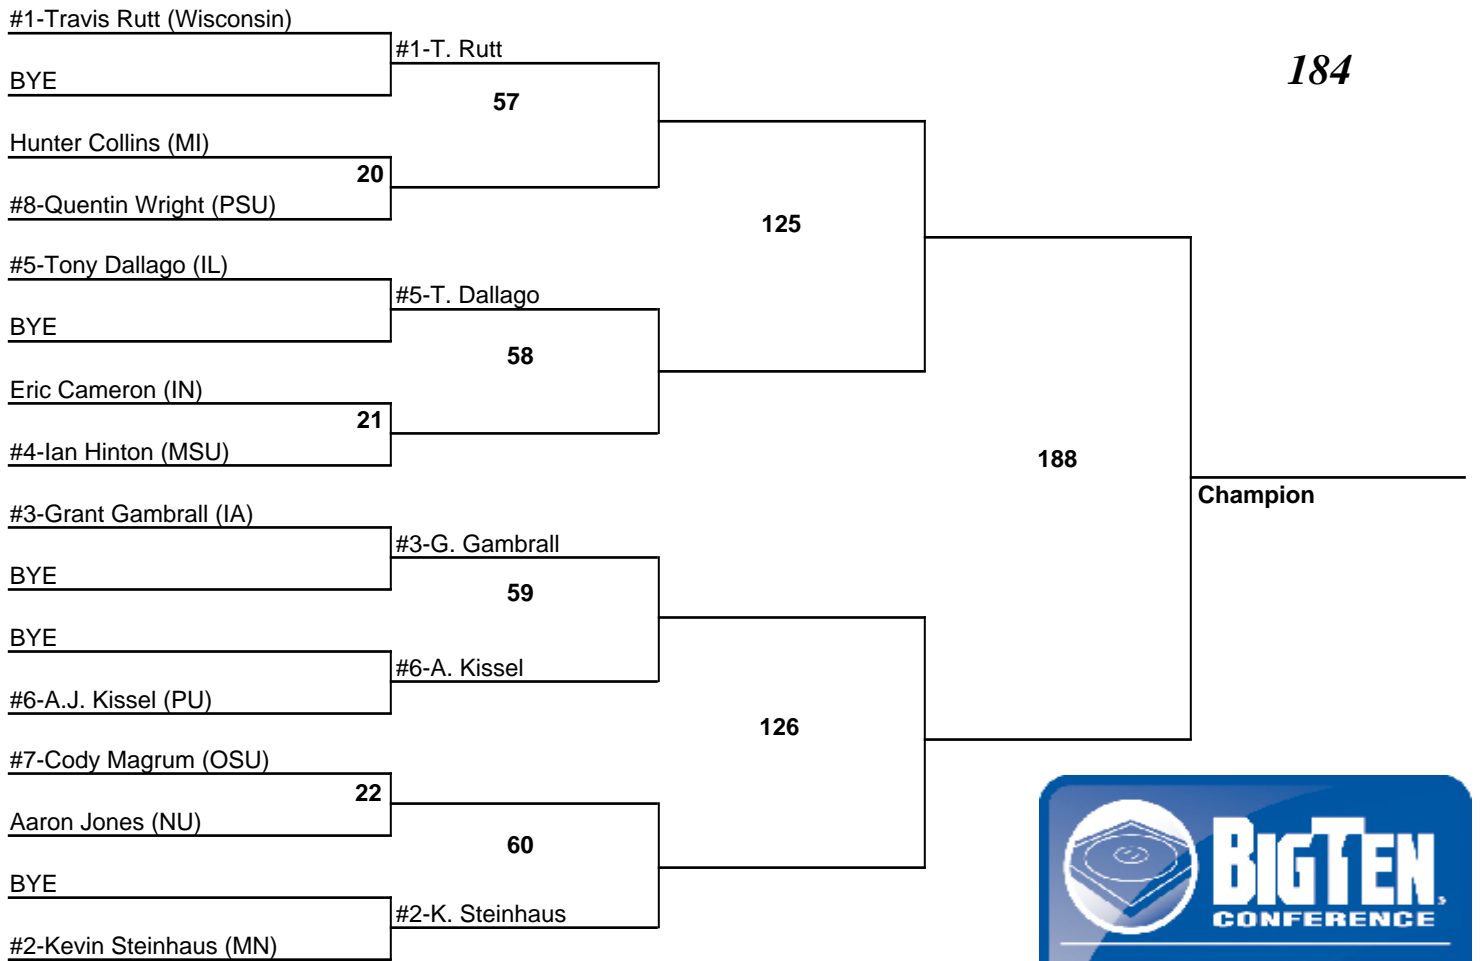 #1-Travis Rutt (Wisconsin)
#1-T. Rutt
184
BYE
57
Hunter Collins (MI)
20
#8-Quentin Wright (PSU)
125
#5-Tony Dallago (IL)
#5-T. Dallago
BYE
58
Eric Cameron (IN)
21
#4-Ian Hinton (MSU)
188
Champion
#3-Grant Gambrall (IA)
#3-G. Gambrall
BYE
59
BYE
#6-A. Kissel
#6-A.J. Kissel (PU)
126
#7-Cody Magrum (OSU)
22
Aaron Jones (NU)
60
BYE
#2-K. Steinhaus
#2-Kevin Steinhaus (MN)
BIGTEN
CONFERENCE